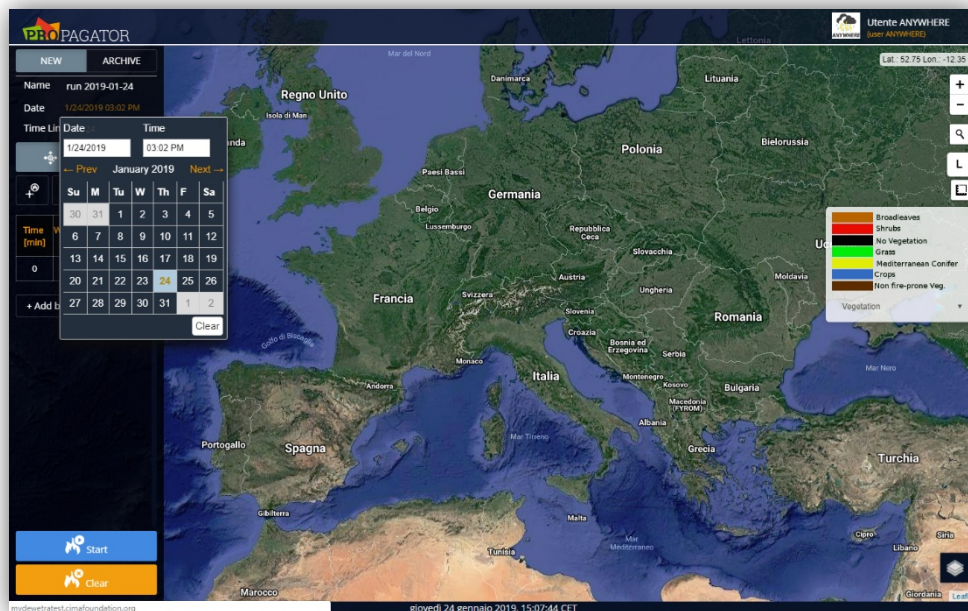 PROPAGATOR
Utente ANYWHERE
(user ANYWHERE)
ANYWHERE
NEW ARCHIVE
Name run 2019-01-24
Date 1/24/2019 03:02 PM
Time
Date Time
1/24/2019 03:02 PM
← Prev January 2019 Next →
Su M Tu W Th F Sa
30 31 1 2 3 4 5
6 7 8 9 10 11 12
13 14 15 16 17 18 19
20 21 22 23 24 25 26
27 28 29 30 31 1 2
Clear
Time
[min]
0
+ Add
Start
Clear
mydewetratest.cimafoundation.org
giovedì 24 gennaio 2019, 15:07:44 CET
Lat.: 52.75 Lon.: -12.35
+
−
L
Broadleaves
Shrubs
No Vegetation
Grass
Mediterranean Conifer
Crops
Non fire-prone Veg.
Vegetation
Mar del Nord
Lettonia
Danimarca
Lituania
Regno Unito
Isola di Man
Bielorussia
Polonia
Paesi Bassi
Germania
Belgio
Lussemburgo
Repubblica
Ceca
Slovacchia
Austria
Ungheria
Moldavia
Francia
Svizzera
Slovenia
Croazia
Romania
Golfo di Biscaglia
Bosnia ed
Erzegovina
Serbia
Monaco
Italia
Montenegro
Kosovo
Bulgaria
Mar Nero
Andorra
Macedonia
(FYROM)
Albania
Portogallo
Spagna
Mar Tirreno
Grecia
Turchia
Gibilterra
Malta
Cipro
Siria
Mar
Mediterraneo
Libano
Tunisia
Marocco
Giordania